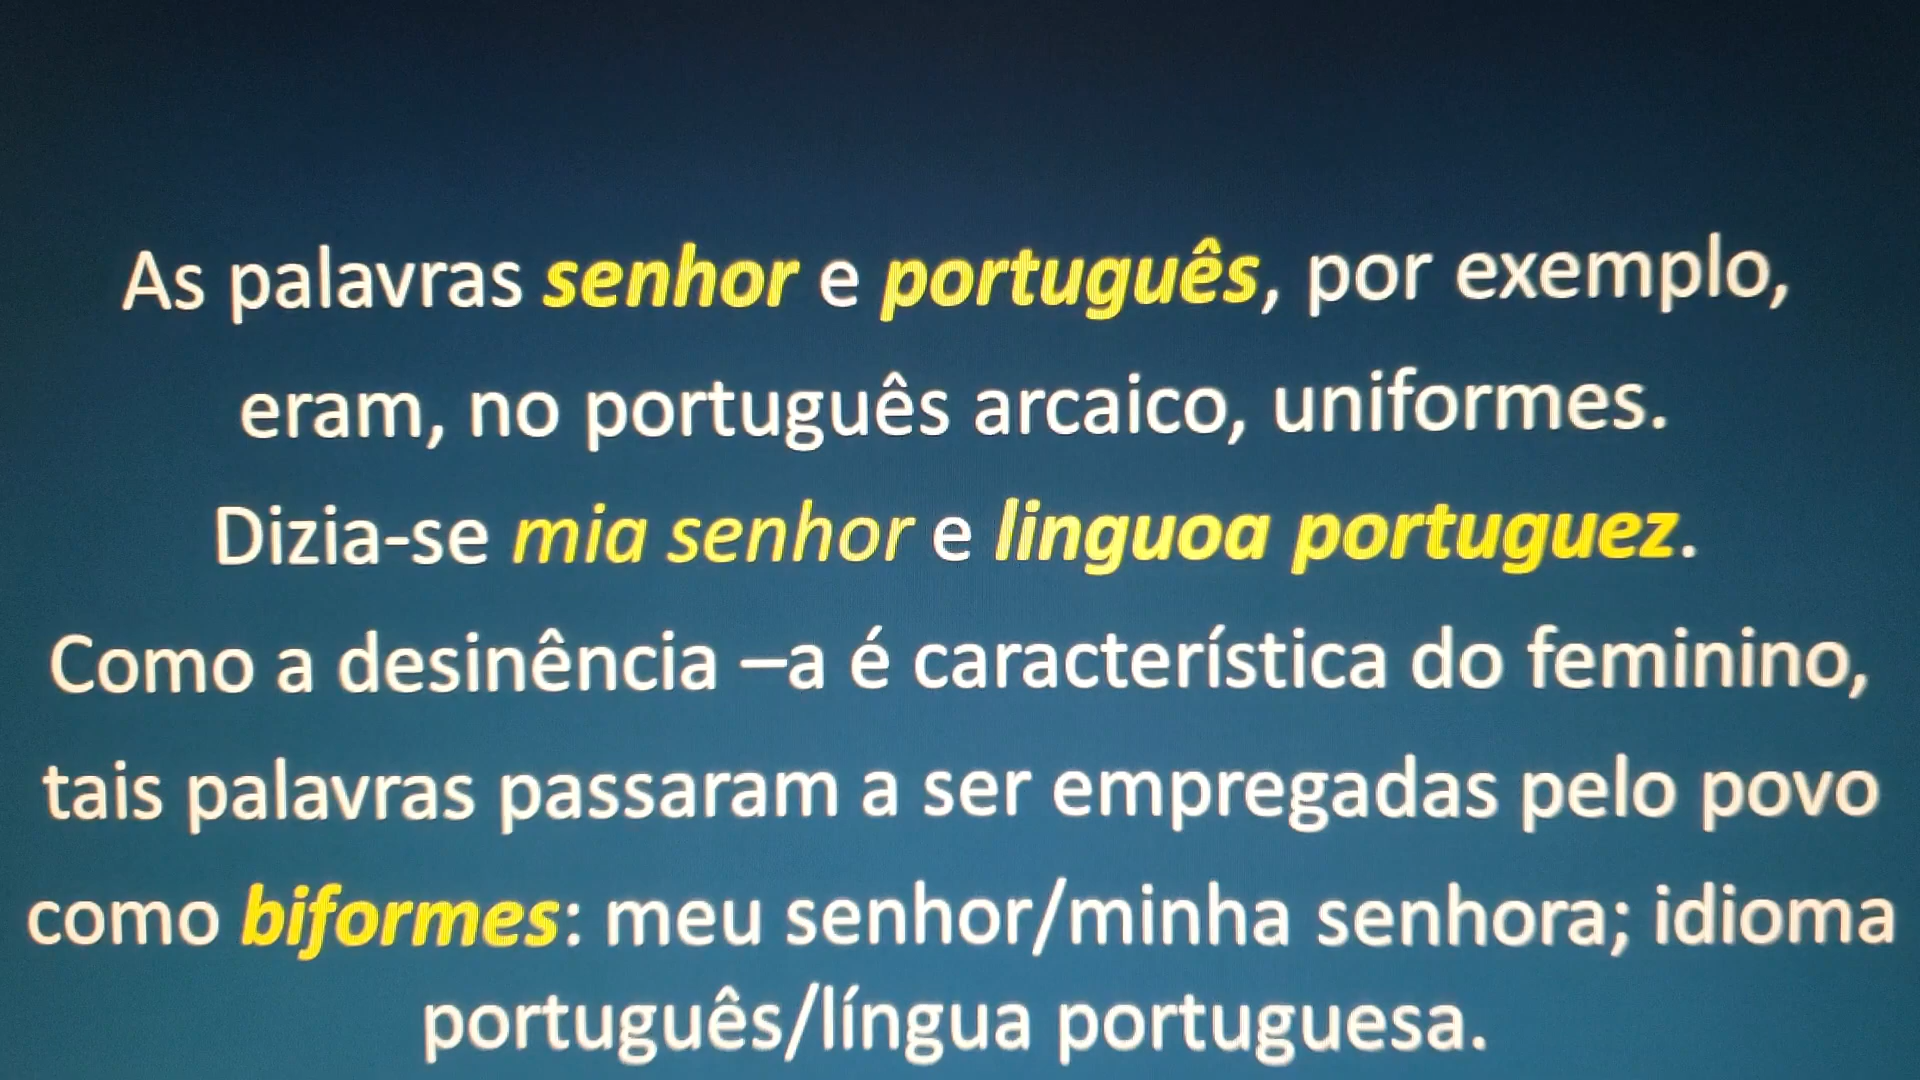 As palavras senhor e português, por exemplo,
eram, no português arcaico, uniformes.
Dizia-se mia senhor e linguoa portuguez.
Como a desinência –a é característica do feminino,
tais palavras passaram a ser empregadas pelo povo
como biformes: meu senhor/minha senhora; idioma
português/língua portuguesa.